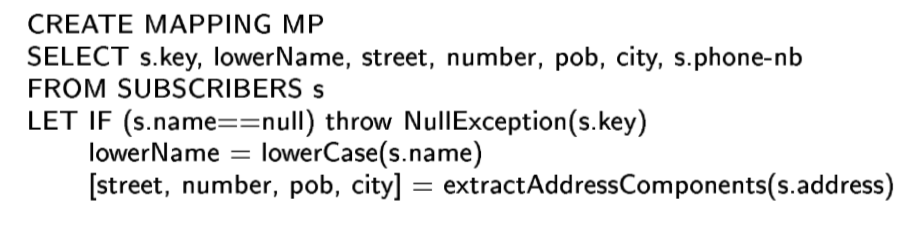 CREATE MAPPING MP
SELECT s.key, lowerName, street, number, pob, city, s.phone-nb
FROM SUBSCRIBERS s
LET IF (s.name==null) throw NullException(s.key)
lowerName = lowerCase(s.name)
[street, number, pob, city] = extractAddressComponents(s.address)